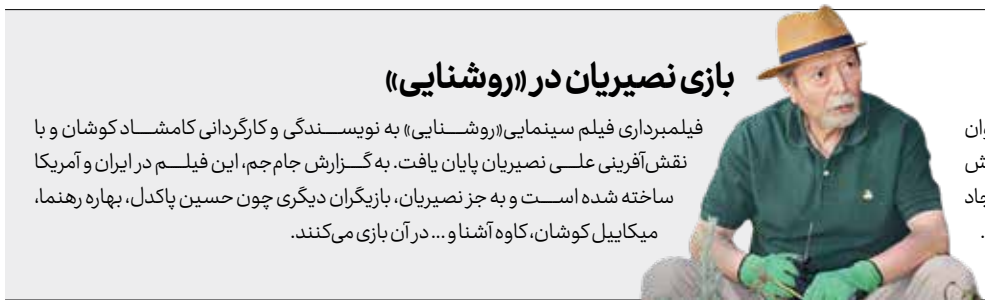 بازی نصیریان در «روشنایی»
فیلمبرداری فیلم سینمایی«روشنایی» به نویسندگی و کارگردانی کامشاد کوشان و با
نقش‌آفرینی علی نصیریان پایان یافت. به گزارش جام‌جم، این فیلم در ایران و آمریکا
ساخته شده است و به جز نصیریان، بازیگران دیگری چون حسین پاکدل، بهاره رهنما،
میکاییل کوشان، کاوه آشنا و ... در آن بازی می‌کنند.